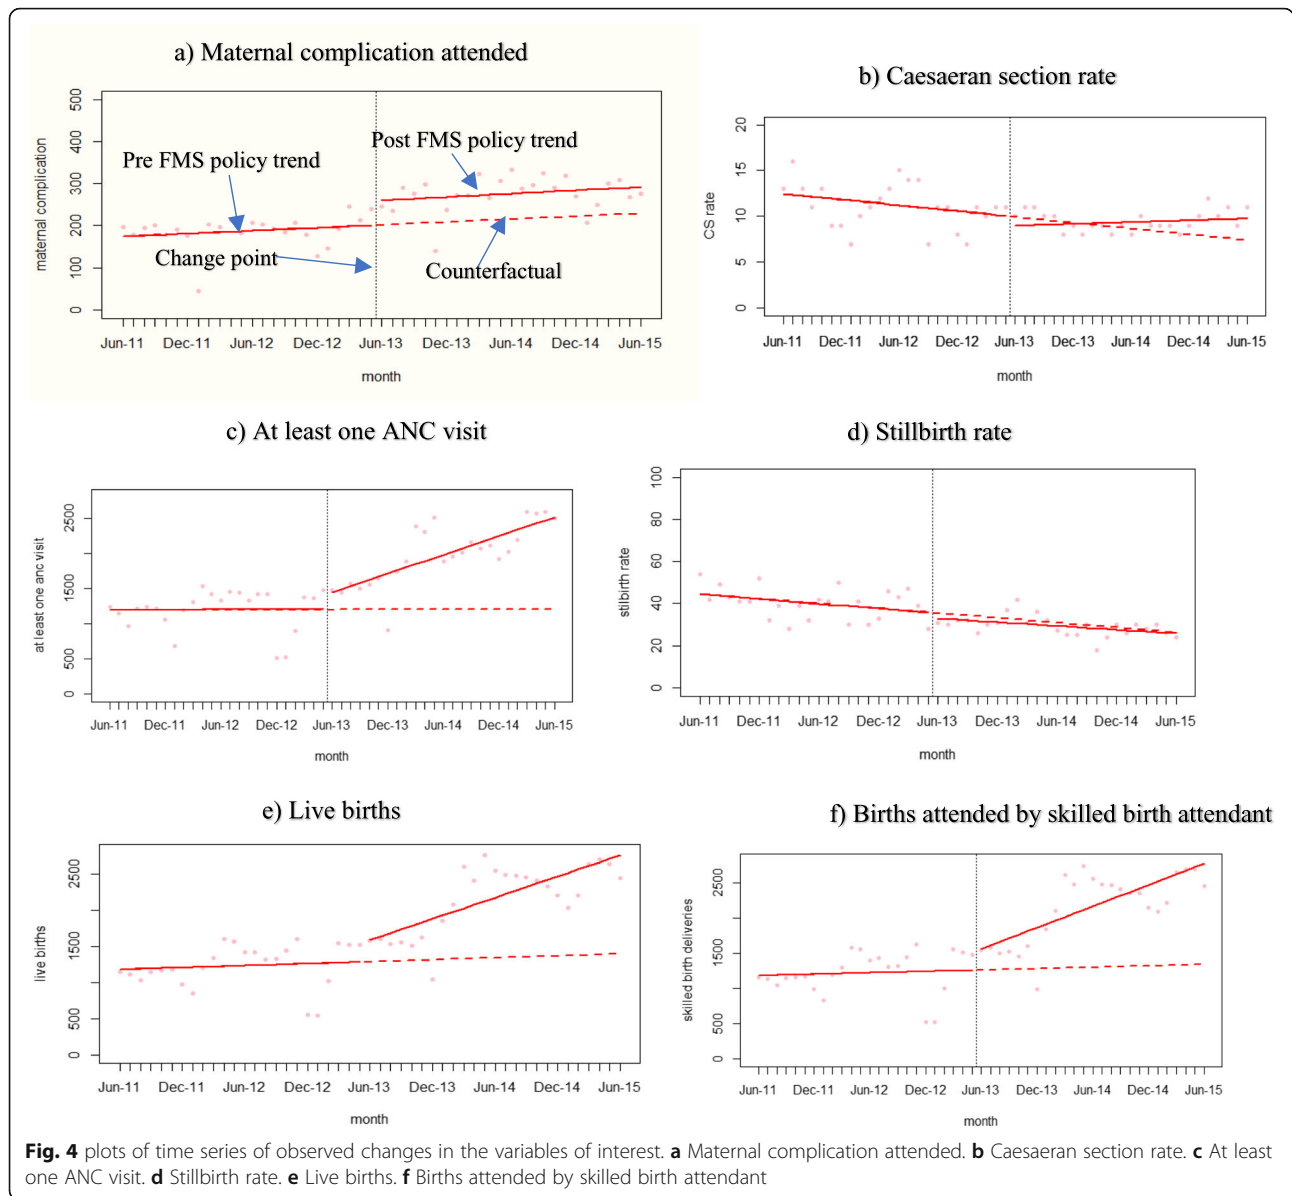 a) Maternal complication attended
500
400
300
200
100
0
maternal complication
Pre FMS policy trend
Post FMS policy trend
Change point
Counterfactual
Jun-11 Dec-11 Jun-12 Dec-12 Jun-13 Dec-13 Jun-14 Dec-14 Jun-15
month
b) Caesaeran section rate
20
15
10
5
0
CS rate
Jun-11 Dec-11 Jun-12 Dec-12 Jun-13 Dec-13 Jun-14 Dec-14 Jun-15
month
c) At least one ANC visit
2500
1500
500
0
at least one anc visit
Jun-11 Dec-11 Jun-12 Dec-12 Jun-13 Dec-13 Jun-14 Dec-14 Jun-15
month
d) Stillbirth rate
100
80
60
40
20
0
stilbirth rate
Jun-11 Dec-11 Jun-12 Dec-12 Jun-13 Dec-13 Jun-14 Dec-14 Jun-15
month
e) Live births
2500
1500
500
0
live births
Jun-11 Dec-11 Jun-12 Dec-12 Jun-13 Dec-13 Jun-14 Dec-14 Jun-15
month
f) Births attended by skilled birth attendant
2500
1500
500
0
skilled birth deliveries
Jun-11 Dec-11 Jun-12 Dec-12 Jun-13 Dec-13 Jun-14 Dec-14 Jun-15
month
Fig. 4 plots of time series of observed changes in the variables of interest. a Maternal complication attended. b Caesaeran section rate. c At least
one ANC visit. d Stillbirth rate. e Live births. f Births attended by skilled birth attendant